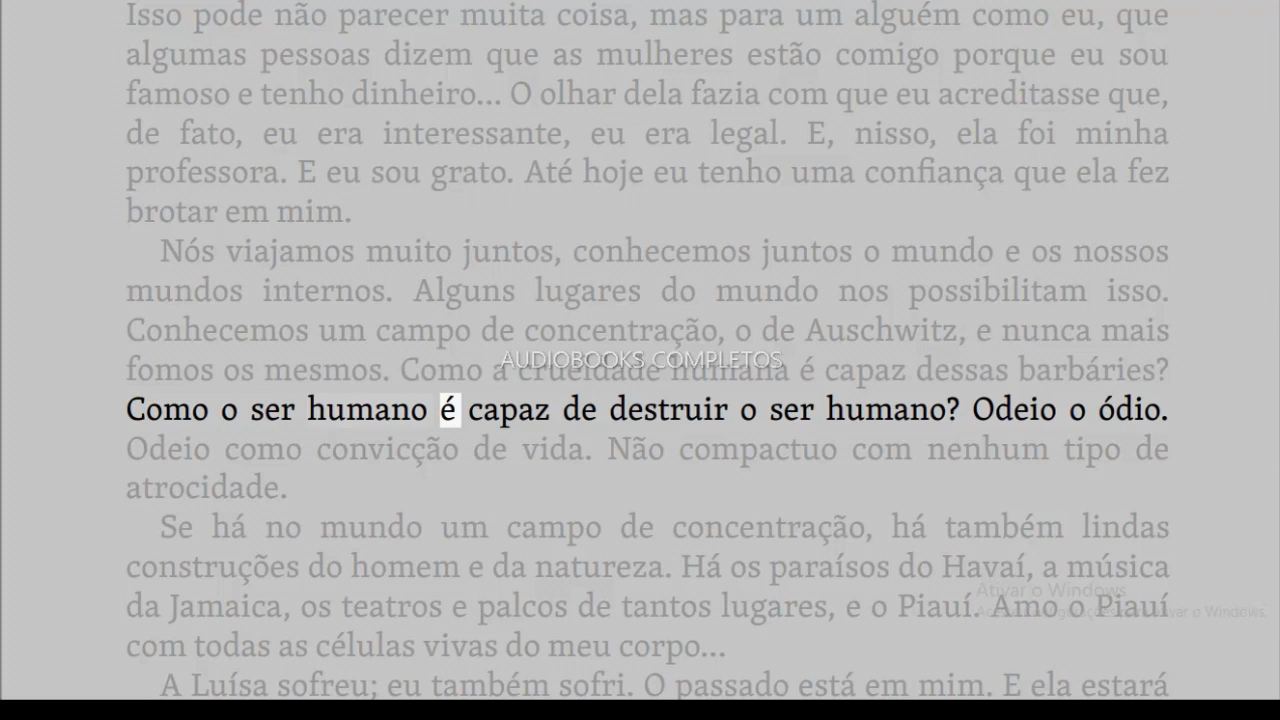 Isso pode não parecer muita coisa, mas para um alguém como eu, que
algumas pessoas dizem que as mulheres estão comigo porque eu sou
famoso e tenho dinheiro... O olhar dela fazia com que eu acreditasse que,
de fato, eu era interessante, eu era legal. E, nisso, ela foi minha
professora. E eu sou grato. Até hoje eu tenho uma confiança que ela fez
brotar em mim.
Nós viajamos muito juntos, conhecemos juntos o mundo e os nossos
mundos internos. Alguns lugares do mundo nos possibilitam isso.
Conhecemos um campo de concentração, o de Auschwitz, e nunca mais
AUDIOBOOKS COMPLETOS
fomos os mesmos. Como a crueldade humana é capaz dessas barbáries?
Como o ser humano é capaz de destruir o ser humano? Odeio o ódio.
Odeio como convicção de vida. Não compactuo com nenhum tipo de
atrocidade.
Se há no mundo um campo de concentração, há também lindas
construções do homem e da natureza. Há os paraísos do Havaí, a música
Ativar o Windows
da Jamaica, os teatros e palcos de tantos lugares, e o Piauí. Amo o Piauí
o Windows.
com todas as células vivas do meu corpo...
A Luísa sofreu; eu também sofri. O passado está em mim. E ela estará